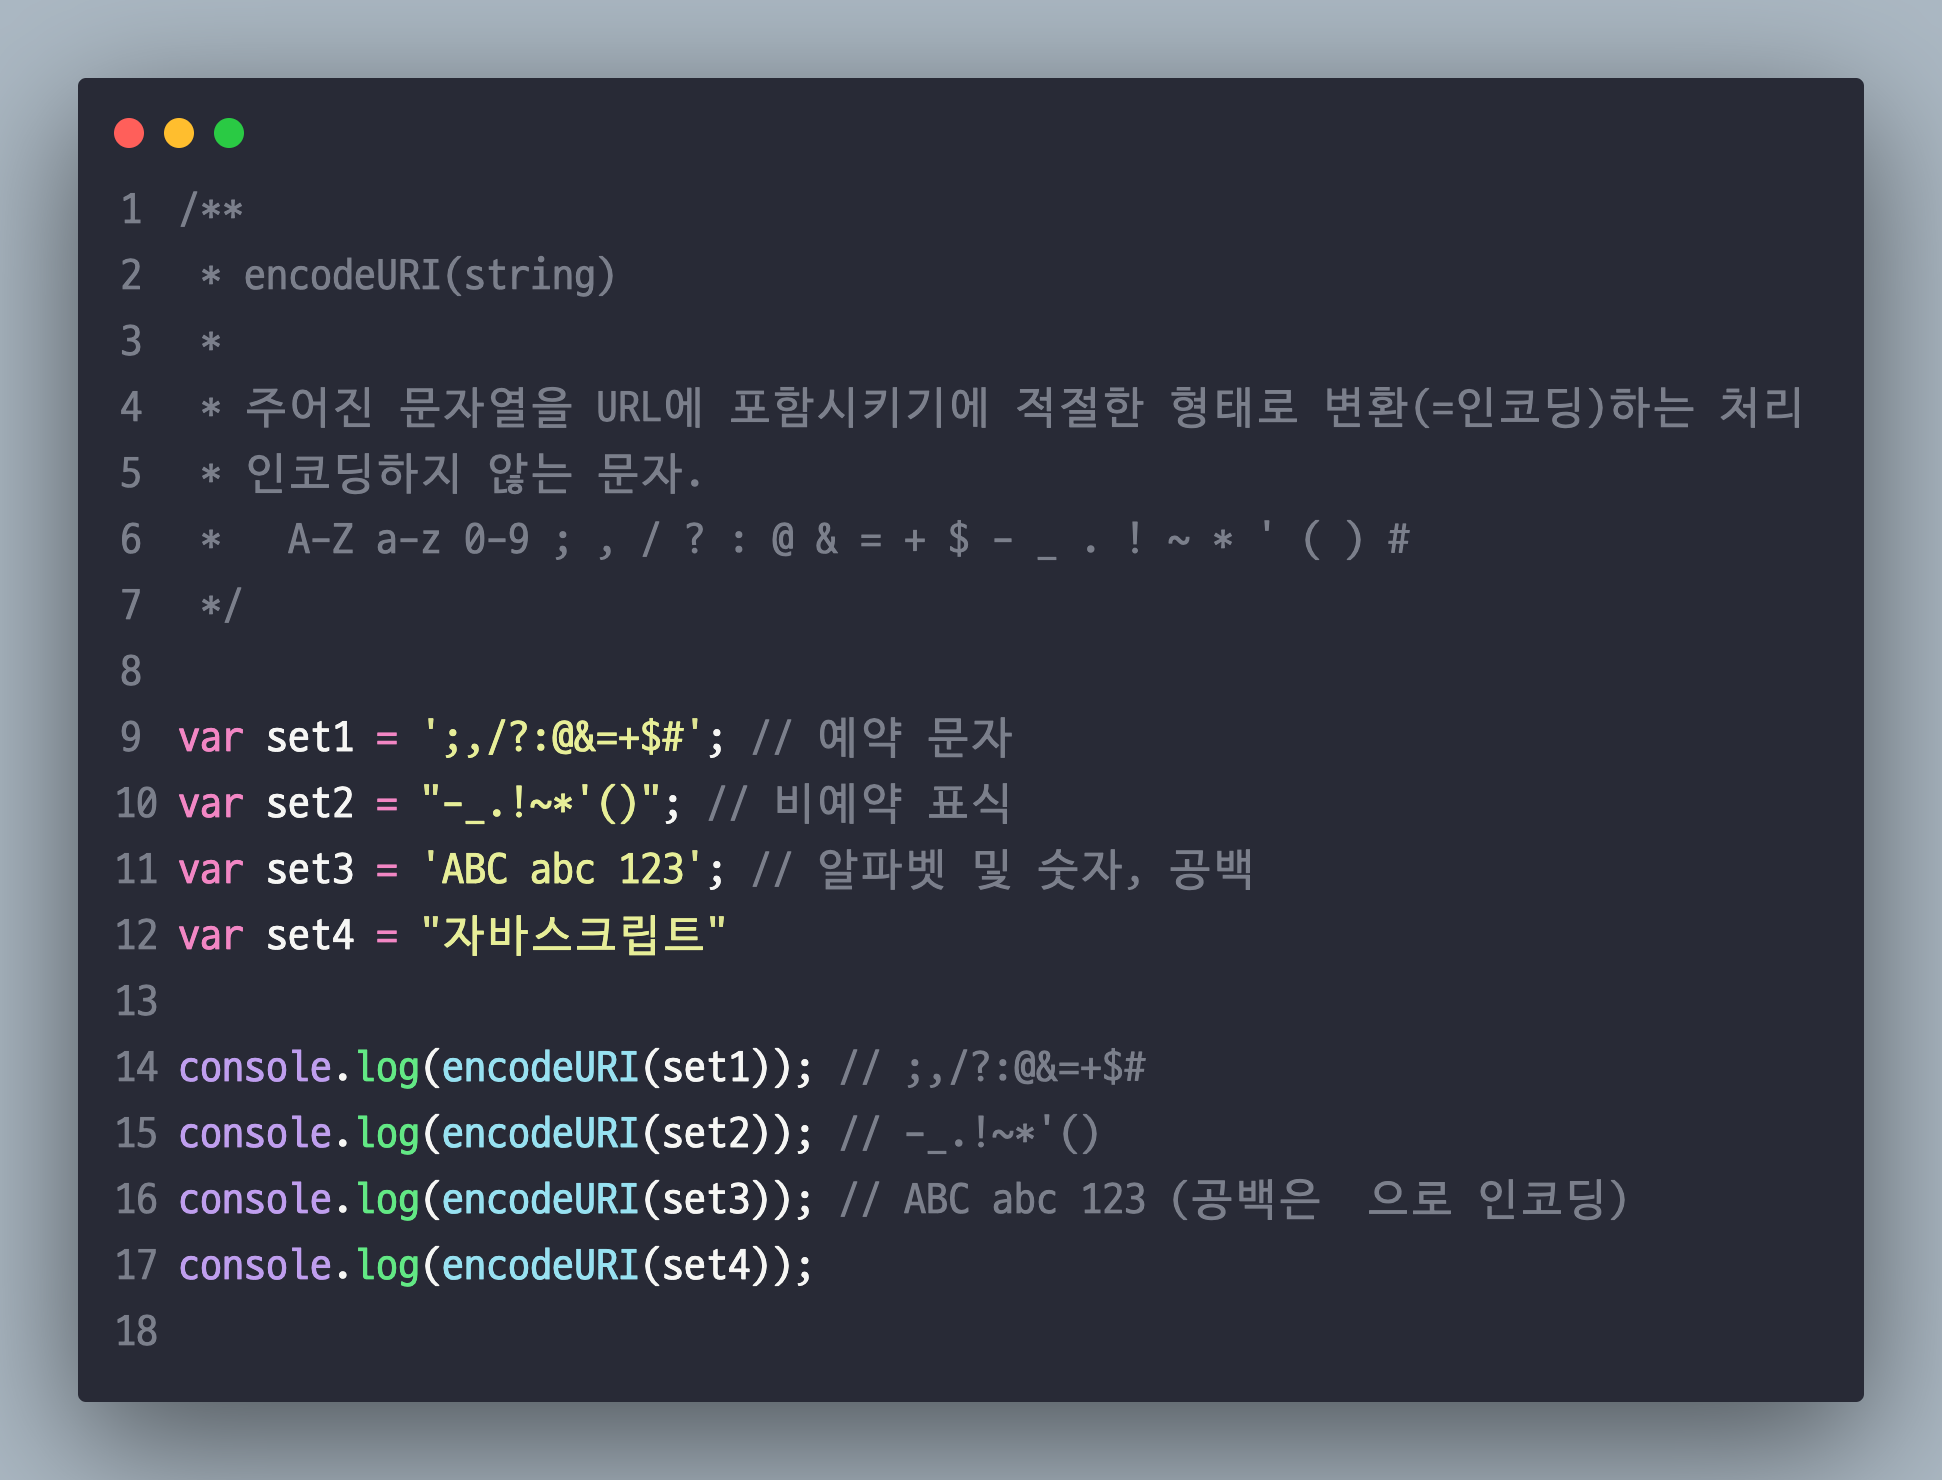 1 /**
2  * encodeURI(string)
3  *
4  * 주어진 문자열을 URL에 포함시키기에 적절한 형태로 변환(=인코딩)하는 처리
5  * 인코딩하지 않는 문자.
6  *   A-Z a-z 0-9 ; , / ? : @ & = + $ - _ . ! ~ * ' ( ) #
7  */
8
9 var set1 = ';,/?:@&=+$#'; // 예약 문자
10 var set2 = "-_.!~*'()"; // 비예약 표식
11 var set3 = 'ABC abc 123'; // 알파벳 및 숫자, 공백
12 var set4 = "자바스크립트"
13
14 console.log(encodeURI(set1)); // ;,/?:@&=+$#
15 console.log(encodeURI(set2)); // -_.!~*'()
16 console.log(encodeURI(set3)); // ABC abc 123 (공백은  으로 인코딩)
17 console.log(encodeURI(set4));
18